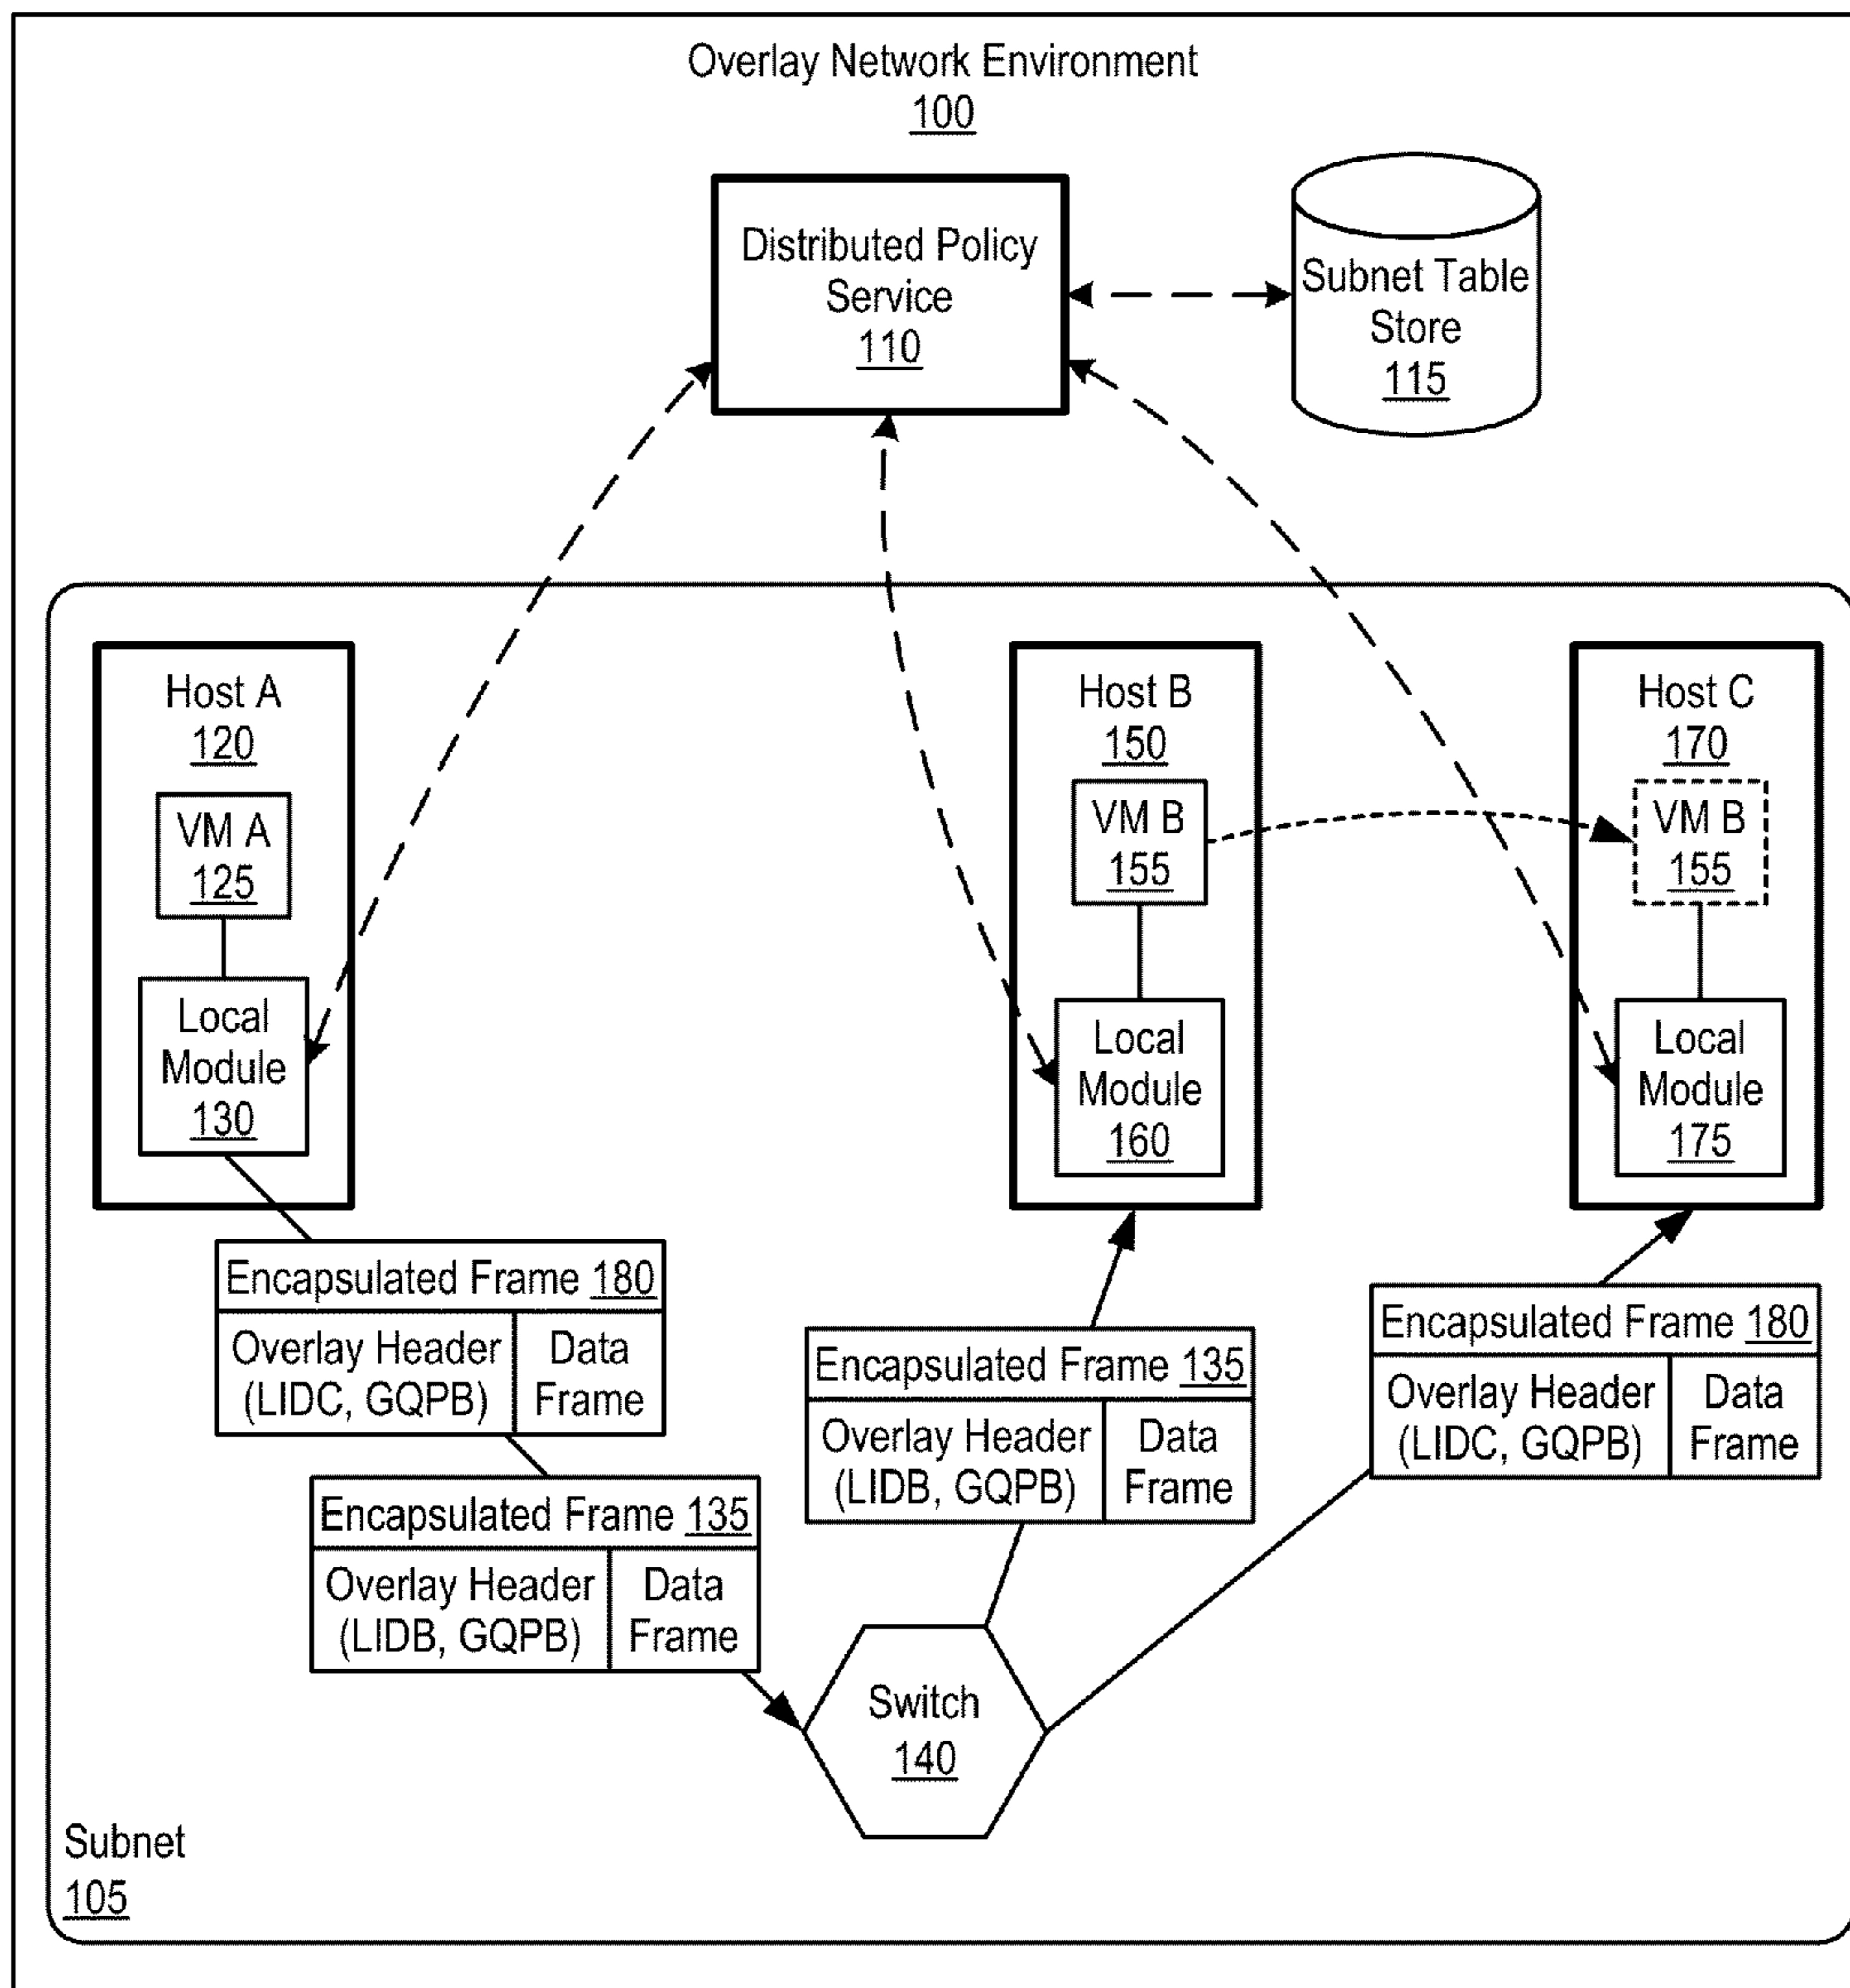 Overlay Network Environment
100
Distributed Policy
Service
110
Subnet Table
Store
115
Host A
120
VM A
125
Local
Module
130
Host B
150
VM B
155
Local
Module
160
Host C
170
VM B
155
Local
Module
175
Encapsulated Frame 180
Overlay Header
(LIDC, GQPB)
Data
Frame
Encapsulated Frame 135
Overlay Header
(LIDB, GQPB)
Data
Frame
Encapsulated Frame 135
Overlay Header
(LIDB, GQPB)
Data
Frame
Encapsulated Frame 180
Overlay Header
(LIDC, GQPB)
Data
Frame
Switch
140
Subnet
105